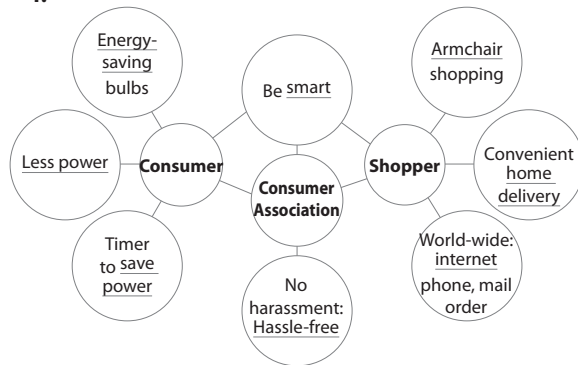 Energy-
saving
bulbs
Be smart
Armchair
shopping
Less power
Consumer
Consumer
Association
Shopper
Convenient
home
delivery
Timer
to save
power
No
harassment:
Hassle-free
World-wide:
internet
phone, mail
order